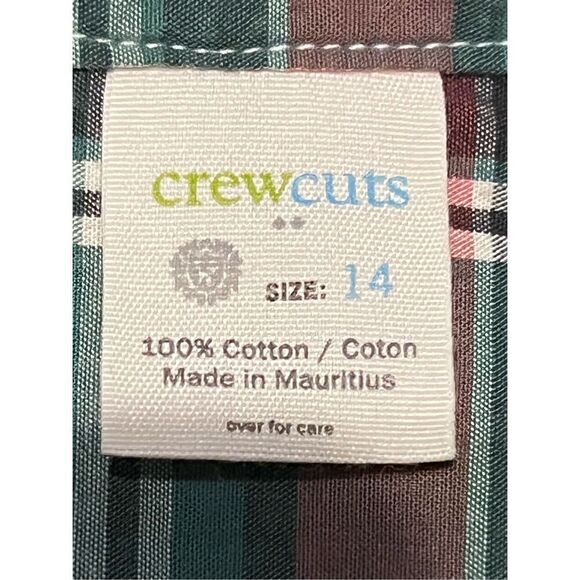 crewcuts
SIZE: 14
100% Cotton / Coton
Made in Mauritius
over for care